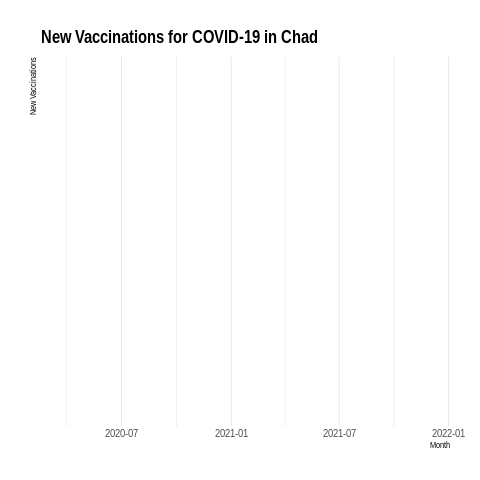 New Vaccinations for COVID-19 in Chad
New Vaccinations
2020-07
2021-01
2021-07
2022-01
Month